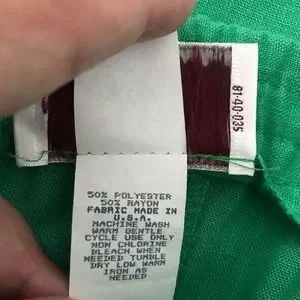 81-40-035
50% POLYESTER
50% RAYON
FABRIC MADE IN
U.S.A.
MACHINE WASH
WARM GENTLE
CYCLE USE ONLY
NON CHLORINE
BLEACH WHEN
NEEDED TUMBLE
DRY LOW WARM
IRON AS
NEEDED